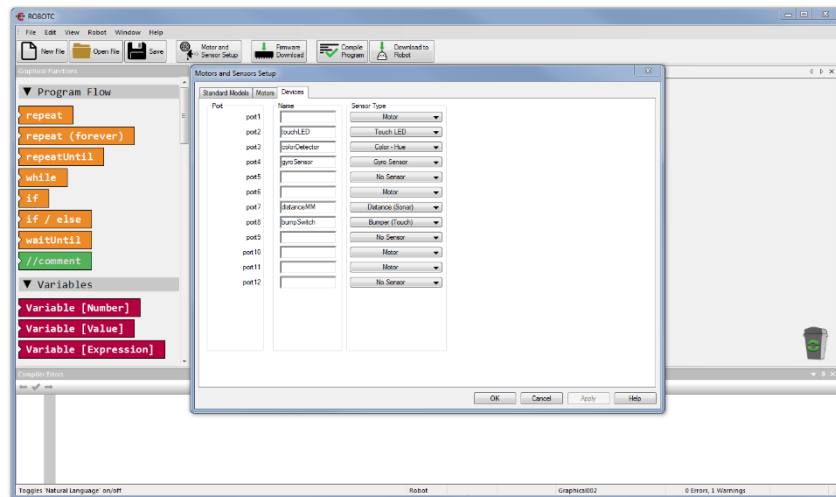 ROBOTC
File Edit View Robot Window Help
New File Open File Save Motor and Sensor Setup Firmware Download Compile Program Download to Robot
Graphical Functions
Motors and Sensors Setup
Standard Models Motors Devices
Port Name Sensor Type
port1 Motor
port2 touchLED Touch LED
port3 colorDetector Color - Hue
port4 gyroSensor Gyro Sensor
port5 No Sensor
port6 Motor
port7 distanceMM Distance (Sonar)
port8 bumpSwitch Bumper (Touch)
port9 No Sensor
port10 Motor
port11 Motor
port12 No Sensor
OK Cancel Apply Help
▼ Program Flow
repeat
repeat (forever)
repeatUntil
while
if
if / else
waitUntil
//comment
▼ Variables
Variable [Number]
Variable [Value]
Variable [Expression]
Compiler Errors
Toggles 'Natural Language' on/off Robot Graphical002 0 Errors, 1 Warnings